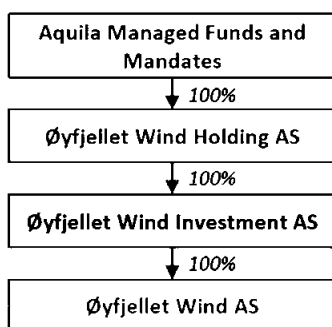 Aquila Managed Funds and
Mandates
100%
Øyfjellet Wind Holding AS
100%
Øyfjellet Wind Investment AS
100%
Øyfjellet Wind AS